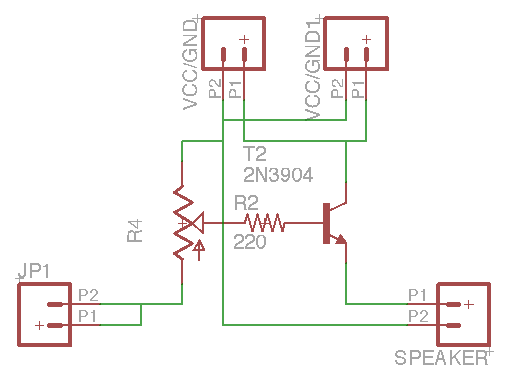 VCC/GND
P2
P1
VCC/GND1
P2
P1
T2
2N3904
R4
R2
220
JP1
P2
P1
P1
P2
SPEAKER